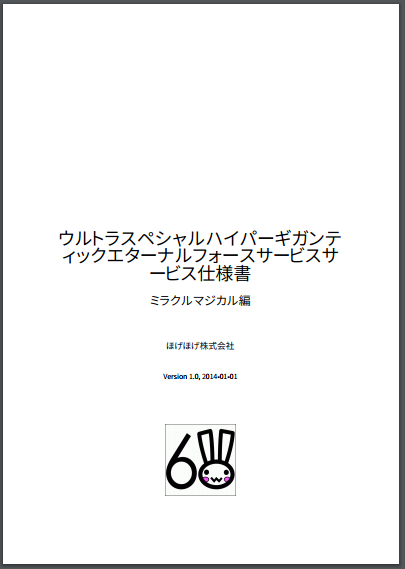 ウルトラスペシャルハイパーギガンテ
ィックエターナルフォースサービスサ
ービス仕様書
ミラクルマジカル編
ほげほげ株式会社
Version 1.0, 2014-01-01
6